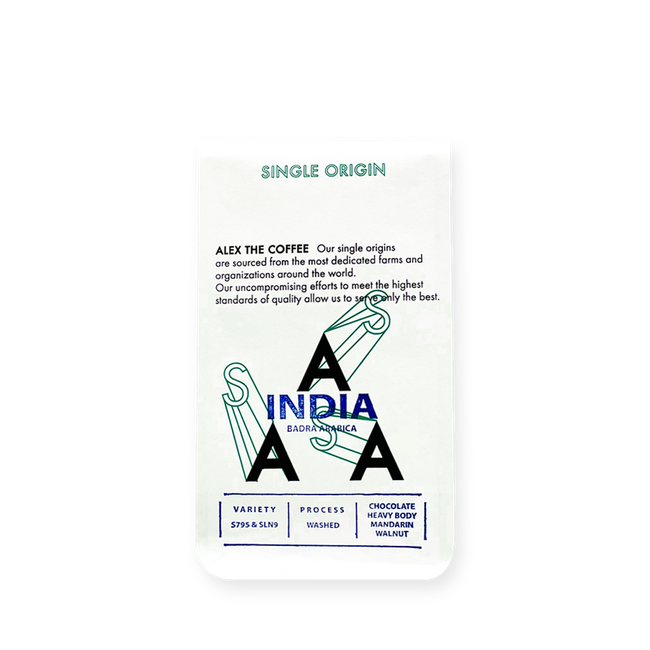 SINGLE ORIGIN
ALEX THE COFFEE Our single origins
are sourced from the most dedicated farms and
organizations around the world.
Our uncompromising efforts to meet the highest
standards of quality allow us to serve only the best.
S
A
S
INDIA
BADRA ARABICA
S
A
A
VARIETY
PROCESS
CHOCOLATE
HEAVY BODY
MANDARIN
WALNUT
S795 & SLN9
WASHED